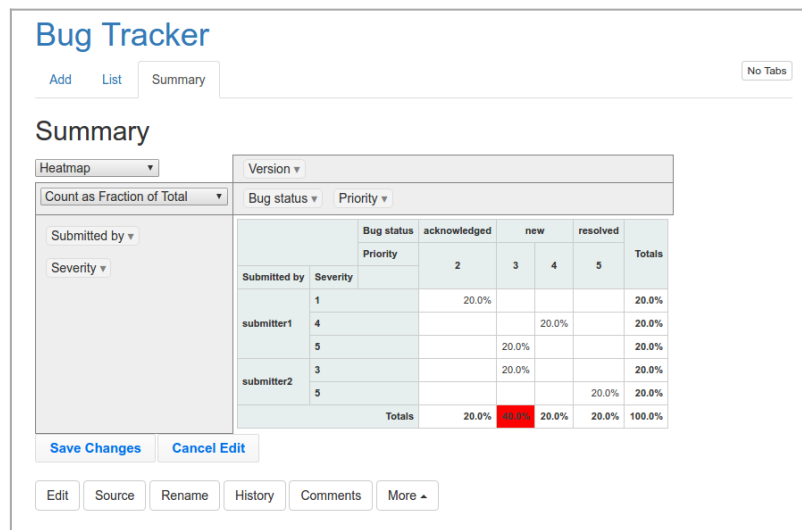 Bug Tracker
Add List Summary No Tabs
Summary
Heatmap ▼ Version ▼
Count as Fraction of Total ▼ Bug status ▼ Priority ▼
Submitted by ▼
Severity ▼
Bug status acknowledged new resolved Totals
Priority 2 3 4 5
Submitted by Severity
submitter1 1 20.0% 20.0%
4 20.0% 20.0%
5 20.0% 20.0%
submitter2 3 20.0% 20.0%
5 20.0% 20.0%
Totals 20.0% 40.0% 20.0% 20.0% 100.0%
Save Changes Cancel Edit
Edit Source Rename History Comments More